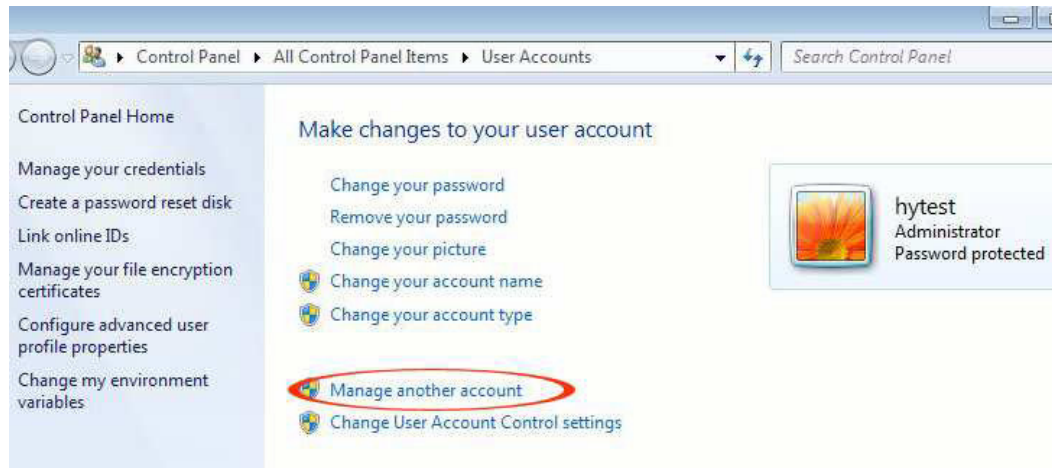 Control Panel ▸ All Control Panel Items ▸ User Accounts
Search Control Panel
Control Panel Home
Manage your credentials
Create a password reset disk
Link online IDs
Manage your file encryption
certificates
Configure advanced user
profile properties
Change my environment
variables
Make changes to your user account
Change your password
Remove your password
Change your picture
Change your account name
Change your account type
Manage another account
Change User Account Control settings
hytest
Administrator
Password protected